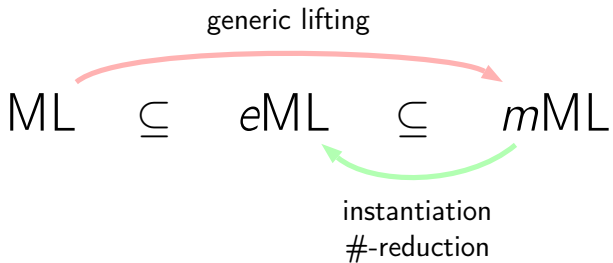 generic lifting
ML ⊆ eML ⊆ mML
instantiation
#-reduction